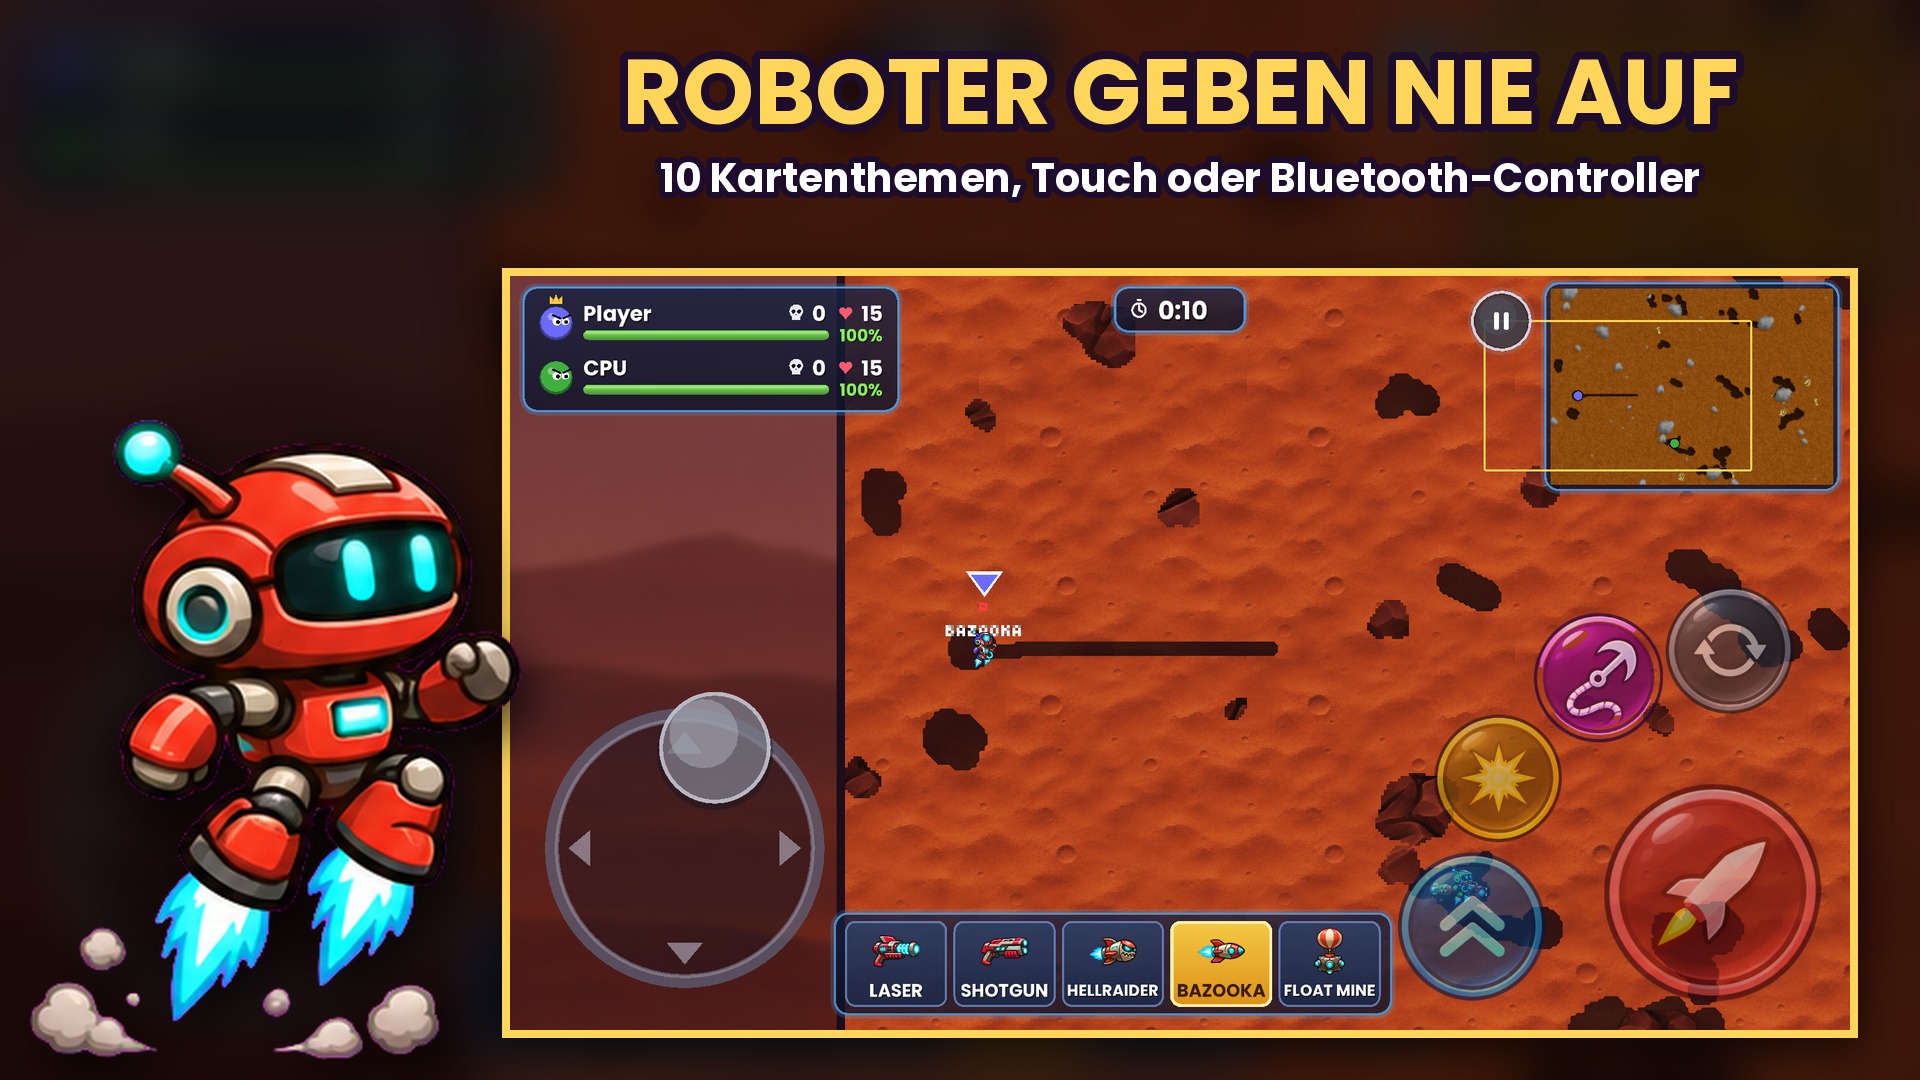 ROBOTER GEBEN NIE AUF
10 Kartenthemen, Touch oder Bluetooth-Controller
Player 0 15
100%
CPU 0 15
100%
0:10
BAZOOKA
LASER SHOTGUN HELLRAIDER BAZOOKA FLOAT MINE